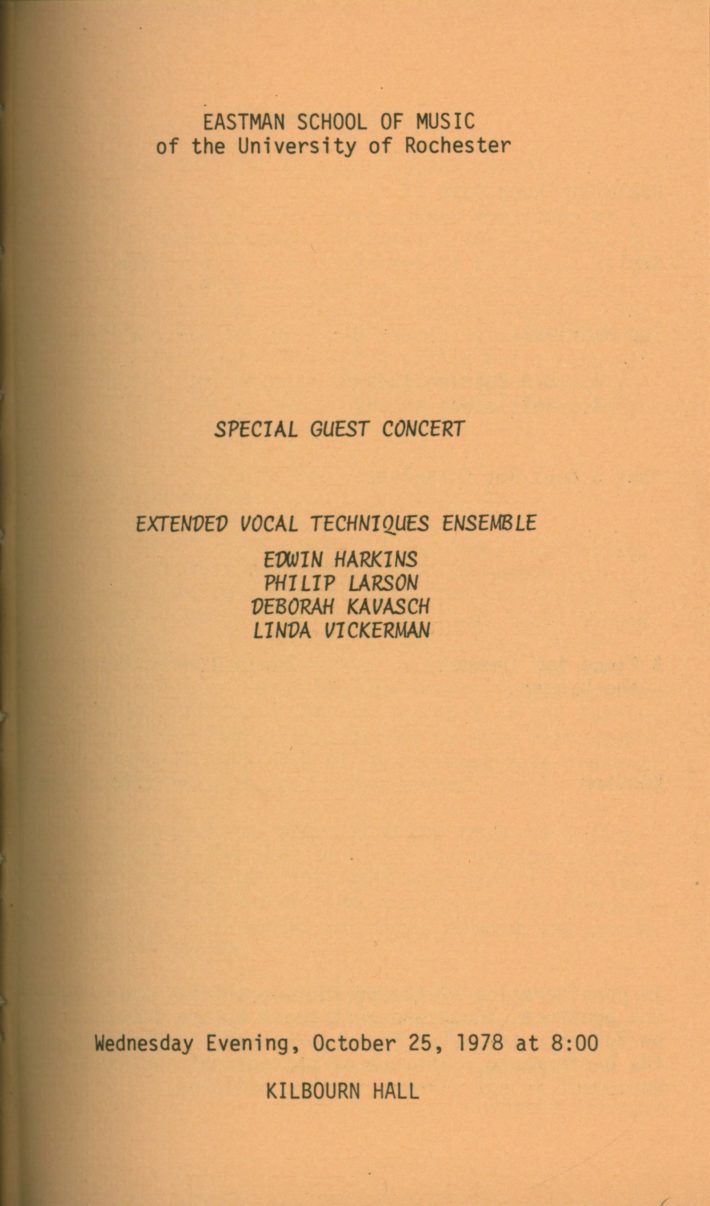 EASTMAN SCHOOL OF MUSIC
of the University of Rochester
SPECIAL GUEST CONCERT
EXTENDED VOCAL TECHNIQUES ENSEMBLE
EDWIN HARKINS
PHILIP LARSON
DEBORAH KAVASCH
LINDA VICKERMAN
Wednesday Evening, October 25, 1978 at 8:00
KILBOURN HALL